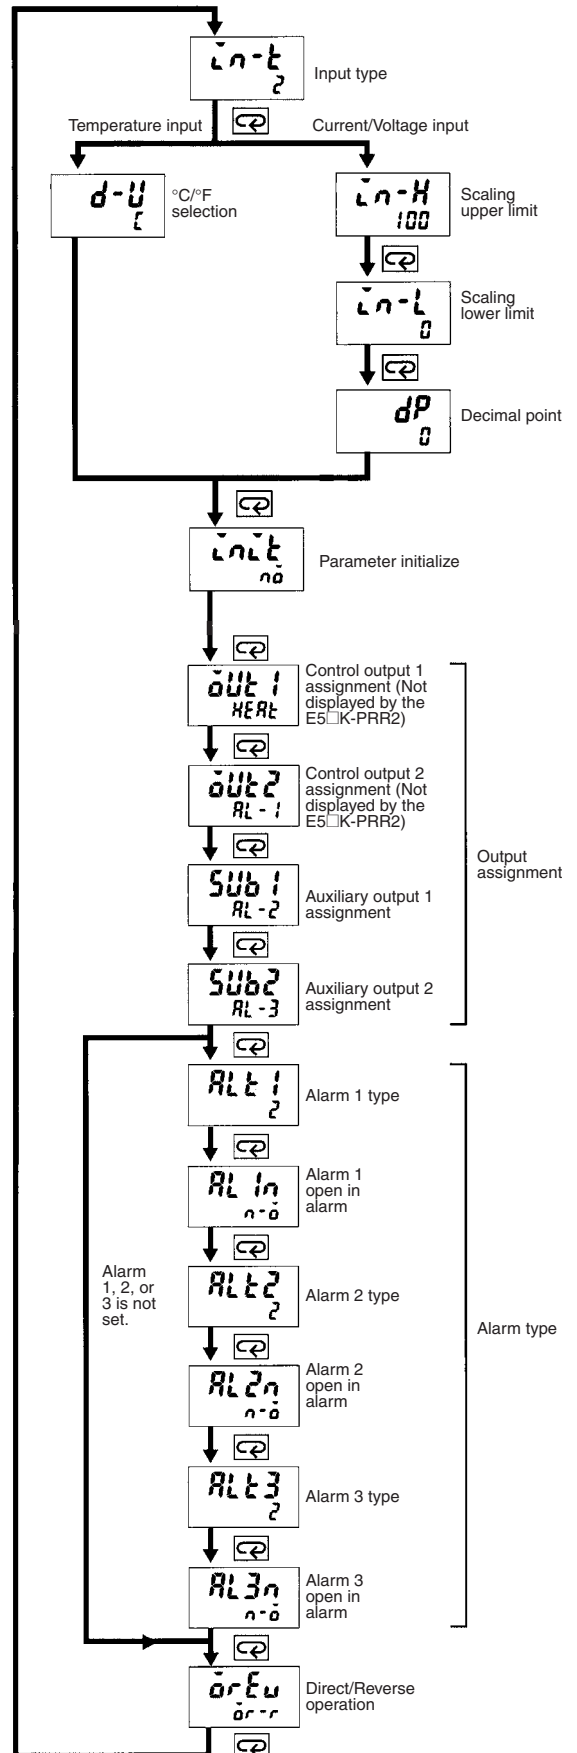 in-t
2
Input type
Temperature input
Current/Voltage input
d-U
C
°C/°F
selection
in-H
100
Scaling
upper limit
in-L
0
Scaling
lower limit
dP
0
Decimal point
init
no
Parameter initialize
oUt1
HEAt
Control output 1
assignment (Not
displayed by the
E5□K-PRR2)
oUt2
AL-1
Control output 2
assignment (Not
displayed by the
E5□K-PRR2)
SUb1
AL-2
Auxiliary output 1
assignment
SUb2
AL-3
Auxiliary output 2
assignment
Output
assignment
ALt1
2
Alarm 1 type
AL1n
n-o
Alarm 1
open in
alarm
Alarm
1, 2, or
3 is not
set.
ALt2
2
Alarm 2 type
AL2n
n-o
Alarm 2
open in
alarm
ALt3
2
Alarm 3 type
AL3n
n-o
Alarm 3
open in
alarm
Alarm type
orEv
or-r
Direct/Reverse
operation